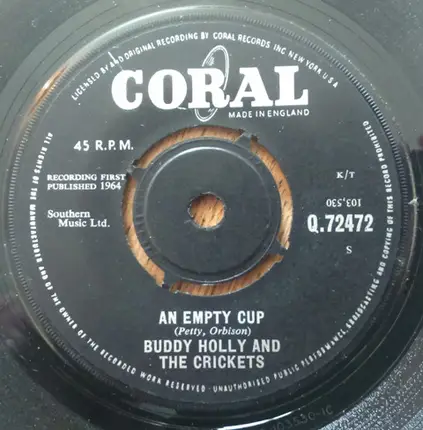 LICENSED BY AND ORIGINAL RECORDING BY CORAL RECORDS INC. NEW YORK U S A
CORAL
MADE IN ENGLAND
45 R.P.M.
RECORDING FIRST
PUBLISHED 1964
K/T
103,530
Southern
Music Ltd.
Q.72472
S
AN EMPTY CUP
(Petty, Orbison)
BUDDY HOLLY AND
THE CRICKETS
ALL RIGHTS OF THE MANUFACTURER AND OF THE OWNER OF THE RECORDED WORK RESERVED · UNAUTHORISED PUBLIC PERFORMANCE, BROADCASTING AND COPYING OF THIS RECORD PROHIBITED
103530-1C